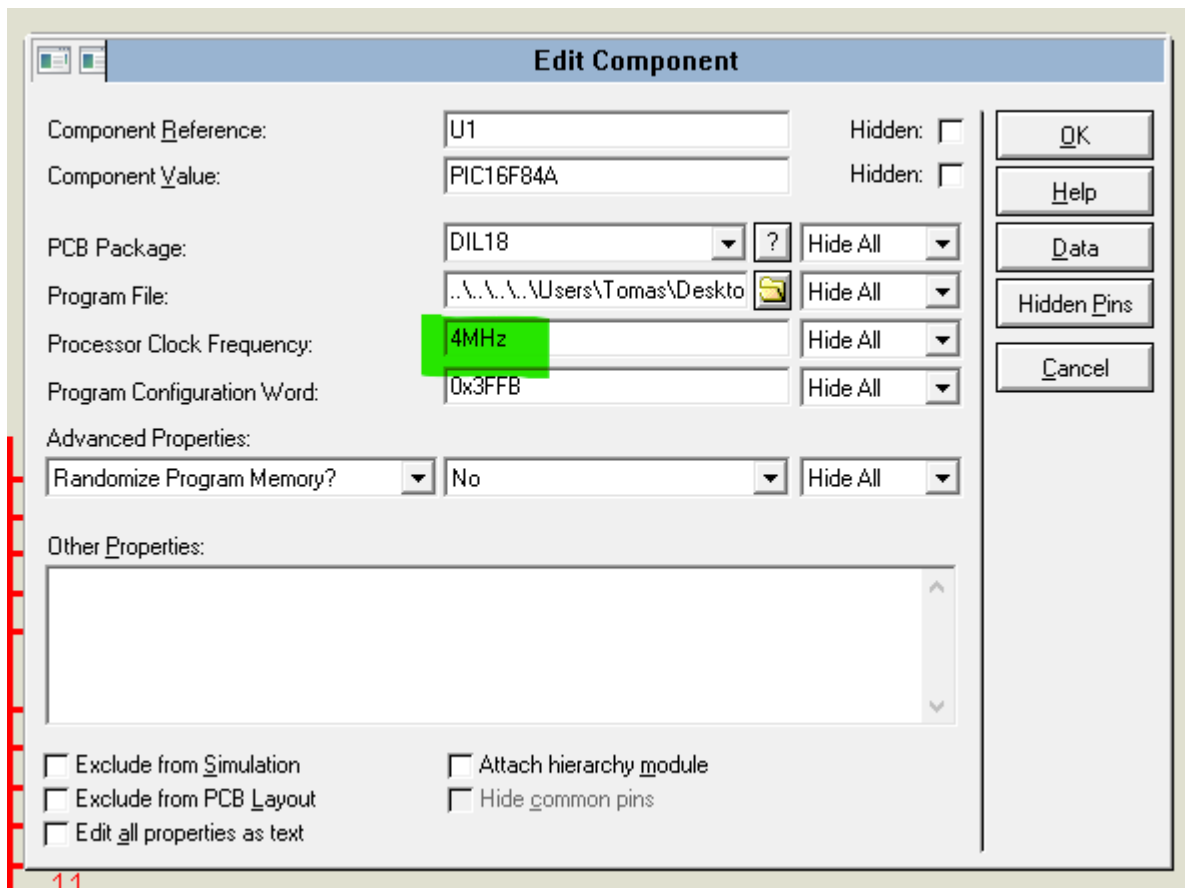 Edit Component
Component Reference:
U1
Hidden:
OK
Component Value:
PIC16F84A
Hidden:
Help
PCB Package:
DIL18
?
Hide All
Data
Program File:
..\..\..\..\Users\Tomas\Deskto
Hide All
Hidden Pins
Processor Clock Frequency:
4MHz
Hide All
Program Configuration Word:
0x3FFB
Hide All
Cancel
Advanced Properties:
Randomize Program Memory?
No
Hide All
Other Properties:
Exclude from Simulation
Attach hierarchy module
Exclude from PCB Layout
Hide common pins
Edit all properties as text
11